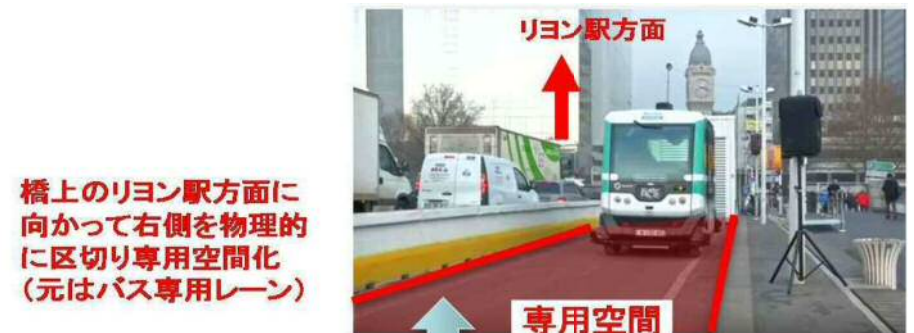 リヨン駅方面
橋上のリヨン駅方面に
向かって右側を物理的
に区切り専用空間化
（元はバス専用レーン）
専用空間